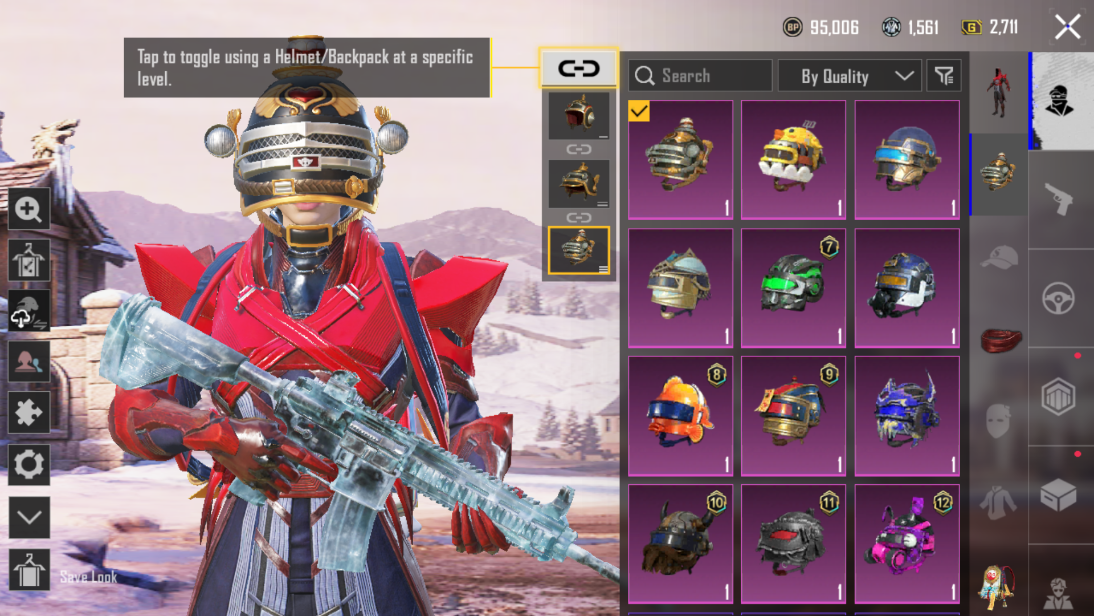 BP 95,006
1,561
G 2,711
Tap to toggle using a Helmet/Backpack at a specific
level.
Search
By Quality
1
1
1
1
7
1
1
8
1
9
1
1
10
1
11
1
12
1
Save Look